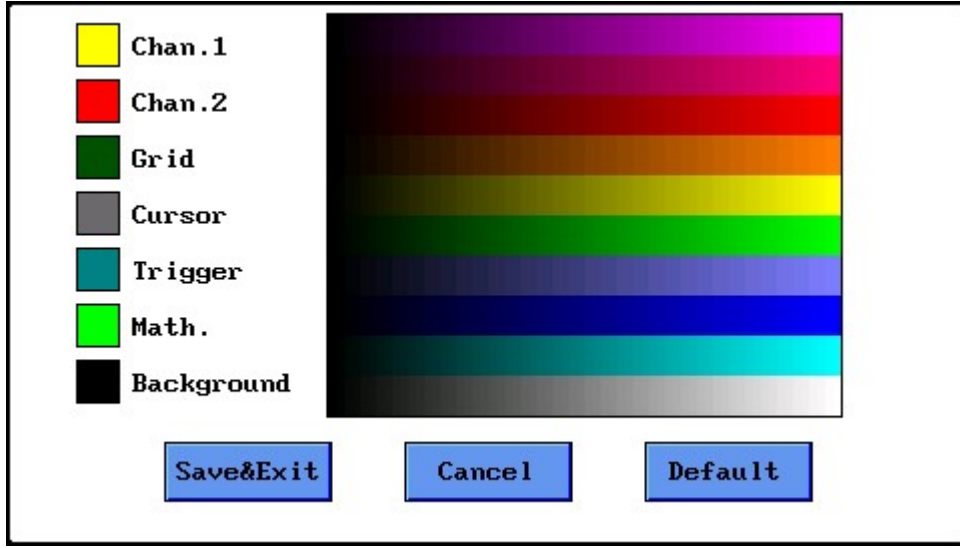 Chan.1
Chan.2
Grid
Cursor
Trigger
Math.
Background
Save&Exit
Cancel
Default